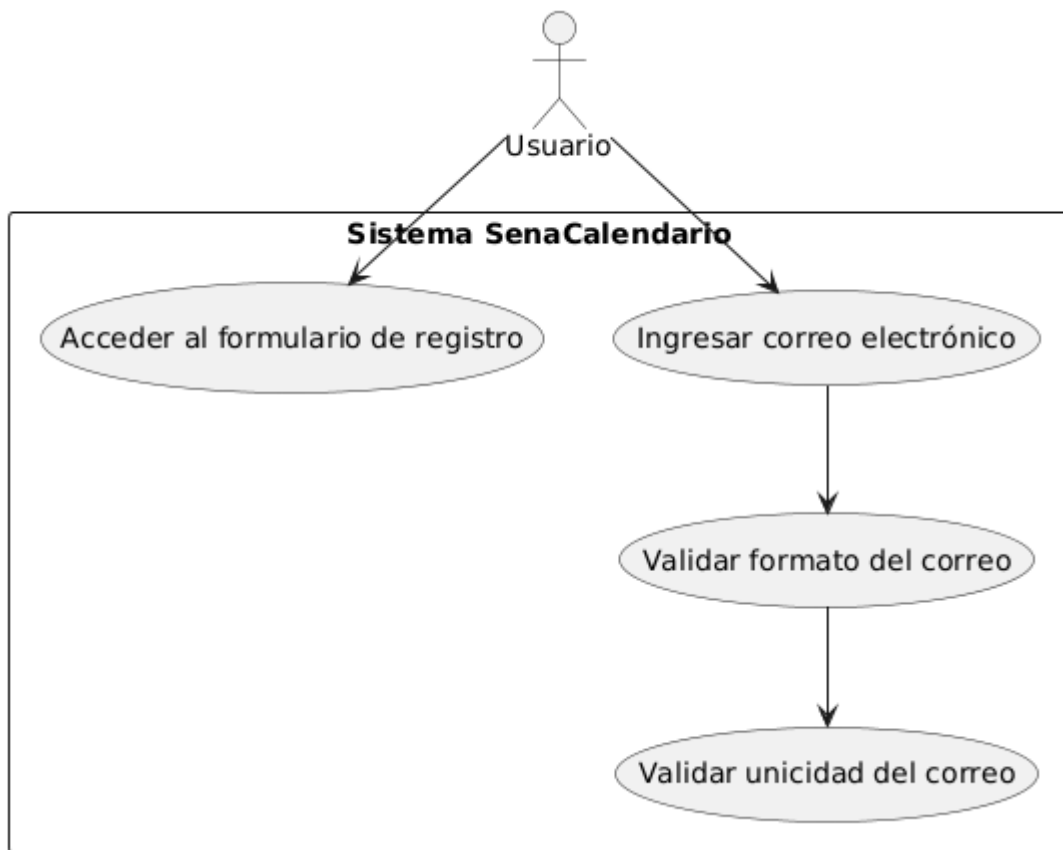 Usuario
Sistema SenaCalendario
Acceder al formulario de registro
Ingresar correo electrónico
Validar formato del correo
Validar unicidad del correo